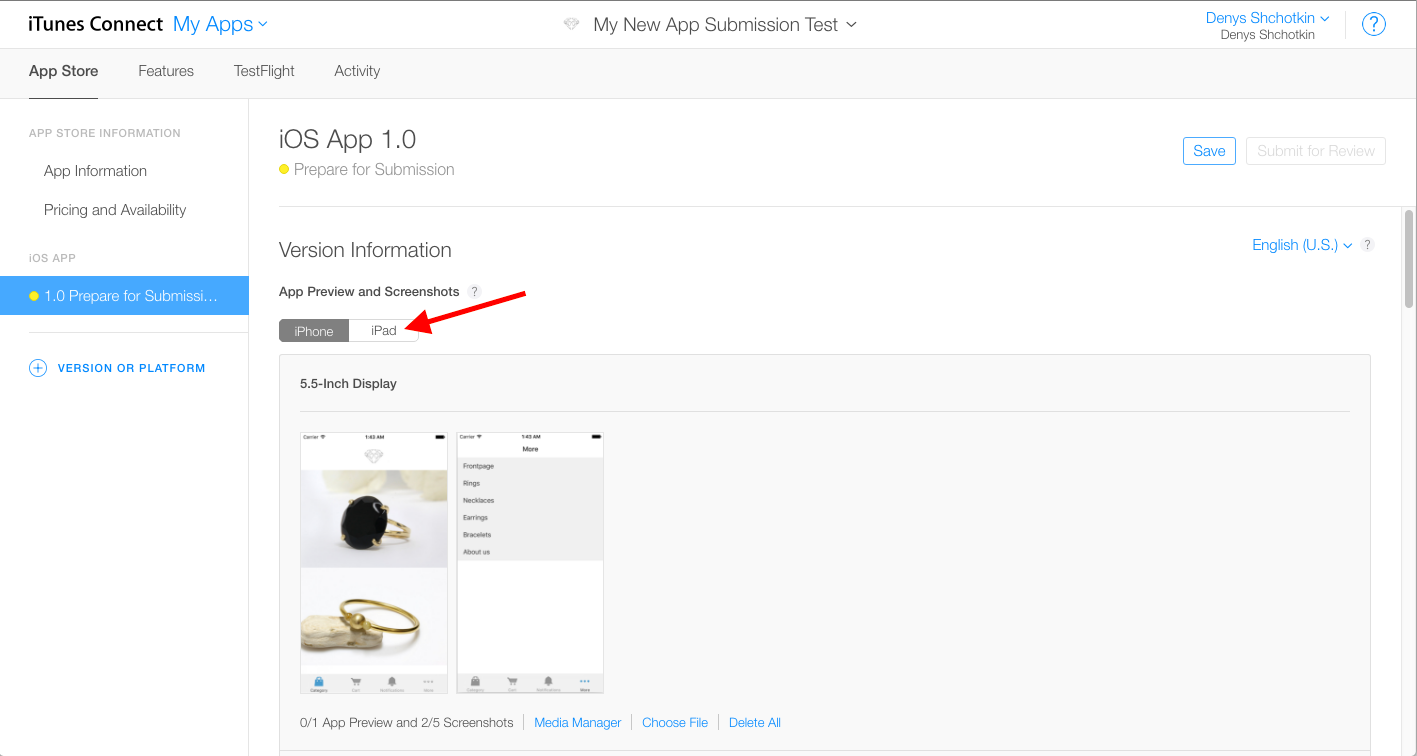 iTunes Connect My Apps My New App Submission Test Denys Shchotkin
Denys Shchotkin
?
App Store Features TestFlight Activity
APP STORE INFORMATION
App Information
Pricing and Availability
iOS APP
1.0 Prepare for Submissi...
VERSION OR PLATFORM
iOS App 1.0
Prepare for Submission
Save Submit for Review
Version Information English (U.S.) ?
App Preview and Screenshots ?
iPhone iPad
5.5-Inch Display
Carrier 1:43 AM
Category Cart Notifications More
Carrier 1:43 AM
More
Frontpage
Rings
Necklaces
Earrings
Bracelets
About us
Category Cart Notifications More
0/1 App Preview and 2/5 Screenshots Media Manager Choose File Delete All